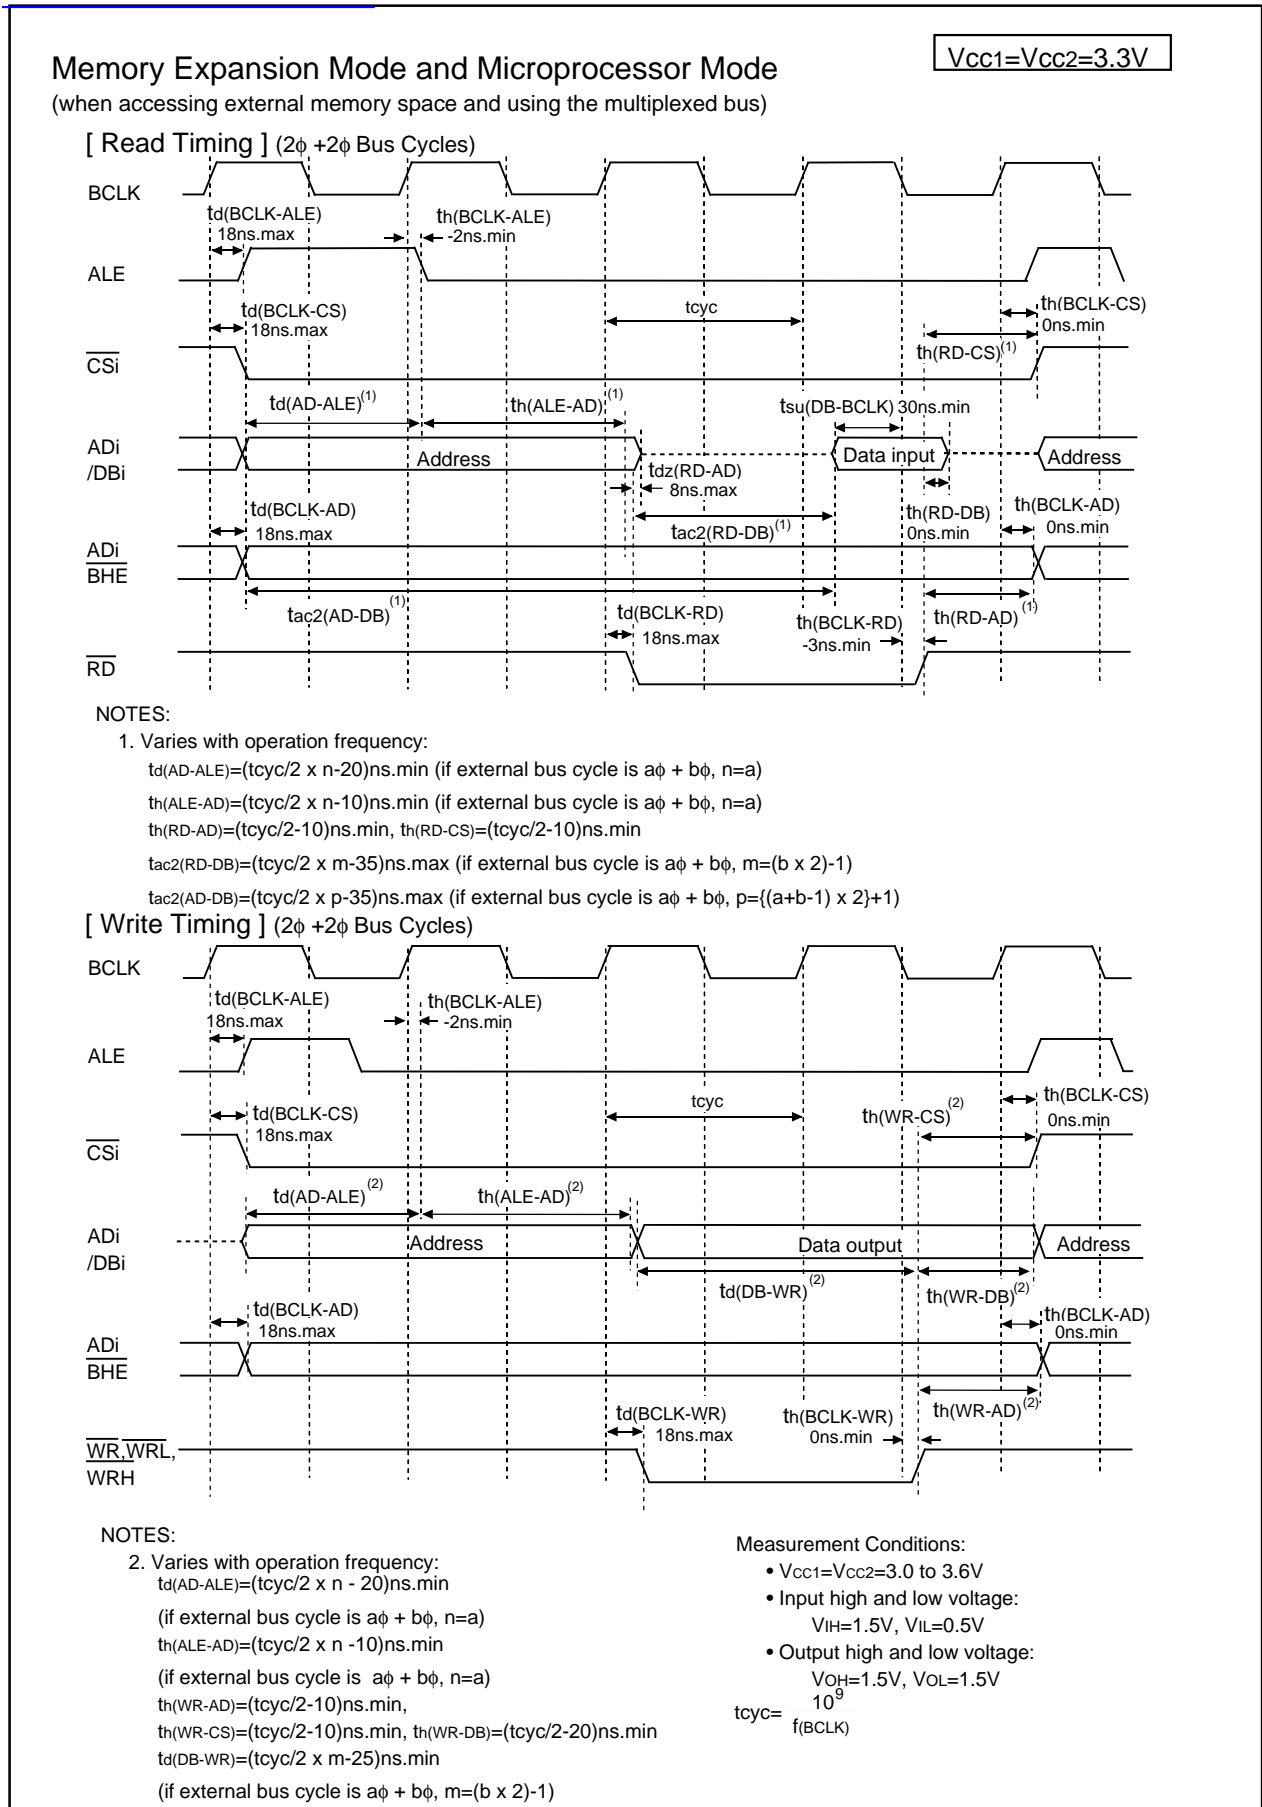 Memory Expansion Mode and Microprocessor Mode
Vcc1=Vcc2=3.3V
(when accessing external memory space and using the multiplexed bus)
[ Read Timing ] (2ϕ +2ϕ Bus Cycles)
BCLK
td(BCLK-ALE)
18ns.max
th(BCLK-ALE)
-2ns.min
ALE
td(BCLK-CS)
18ns.max
tcyc
th(BCLK-CS)
0ns.min
th(RD-CS)(1)
CSi
td(AD-ALE)(1)
th(ALE-AD)(1)
tsu(DB-BCLK) 30ns.min
ADi
/DBi
Address
Data input
Address
tdz(RD-AD)
8ns.max
td(BCLK-AD)
18ns.max
tac2(RD-DB)(1)
th(RD-DB)
0ns.min
th(BCLK-AD)
0ns.min
ADi
BHE
tac2(AD-DB)(1)
td(BCLK-RD)
18ns.max
th(BCLK-RD)
-3ns.min
th(RD-AD)(1)
RD
NOTES:
1. Varies with operation frequency:
td(AD-ALE)=(tcyc/2 x n-20)ns.min (if external bus cycle is aϕ + bϕ, n=a)
th(ALE-AD)=(tcyc/2 x n-10)ns.min (if external bus cycle is aϕ + bϕ, n=a)
th(RD-AD)=(tcyc/2-10)ns.min, th(RD-CS)=(tcyc/2-10)ns.min
tac2(RD-DB)=(tcyc/2 x m-35)ns.max (if external bus cycle is aϕ + bϕ, m=(b x 2)-1)
tac2(AD-DB)=(tcyc/2 x p-35)ns.max (if external bus cycle is aϕ + bϕ, p={(a+b-1) x 2}+1)
[ Write Timing ] (2ϕ +2ϕ Bus Cycles)
BCLK
td(BCLK-ALE)
18ns.max
th(BCLK-ALE)
-2ns.min
ALE
td(BCLK-CS)
18ns.max
tcyc
th(WR-CS)(2)
th(BCLK-CS)
0ns.min
CSi
td(AD-ALE)(2)
th(ALE-AD)(2)
ADi
/DBi
Address
Data output
Address
td(DB-WR)(2)
th(WR-DB)(2)
td(BCLK-AD)
18ns.max
th(BCLK-AD)
0ns.min
ADi
BHE
td(BCLK-WR)
18ns.max
th(BCLK-WR)
0ns.min
th(WR-AD)(2)
WR,WRL,
WRH
NOTES:
2. Varies with operation frequency:
td(AD-ALE)=(tcyc/2 x n - 20)ns.min
(if external bus cycle is aϕ + bϕ, n=a)
th(ALE-AD)=(tcyc/2 x n -10)ns.min
(if external bus cycle is aϕ + bϕ, n=a)
th(WR-AD)=(tcyc/2-10)ns.min,
th(WR-CS)=(tcyc/2-10)ns.min, th(WR-DB)=(tcyc/2-20)ns.min
td(DB-WR)=(tcyc/2 x m-25)ns.min
(if external bus cycle is aϕ + bϕ, m=(b x 2)-1)
Measurement Conditions:
• VCC1=VCC2=3.0 to 3.6V
• Input high and low voltage:
VIH=1.5V, VIL=0.5V
• Output high and low voltage:
VOH=1.5V, VOL=1.5V
10⁹
tcyc=
f(BCLK)